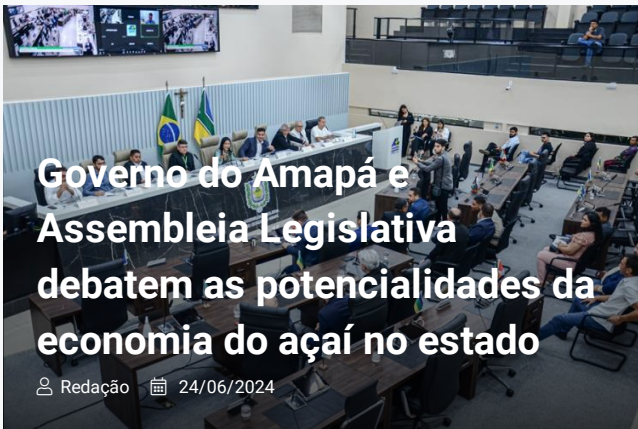 Governo do Amapá e
Assembleia Legislativa
debatem as potencialidades da
economia do açaí no estado
Redação 24/06/2024